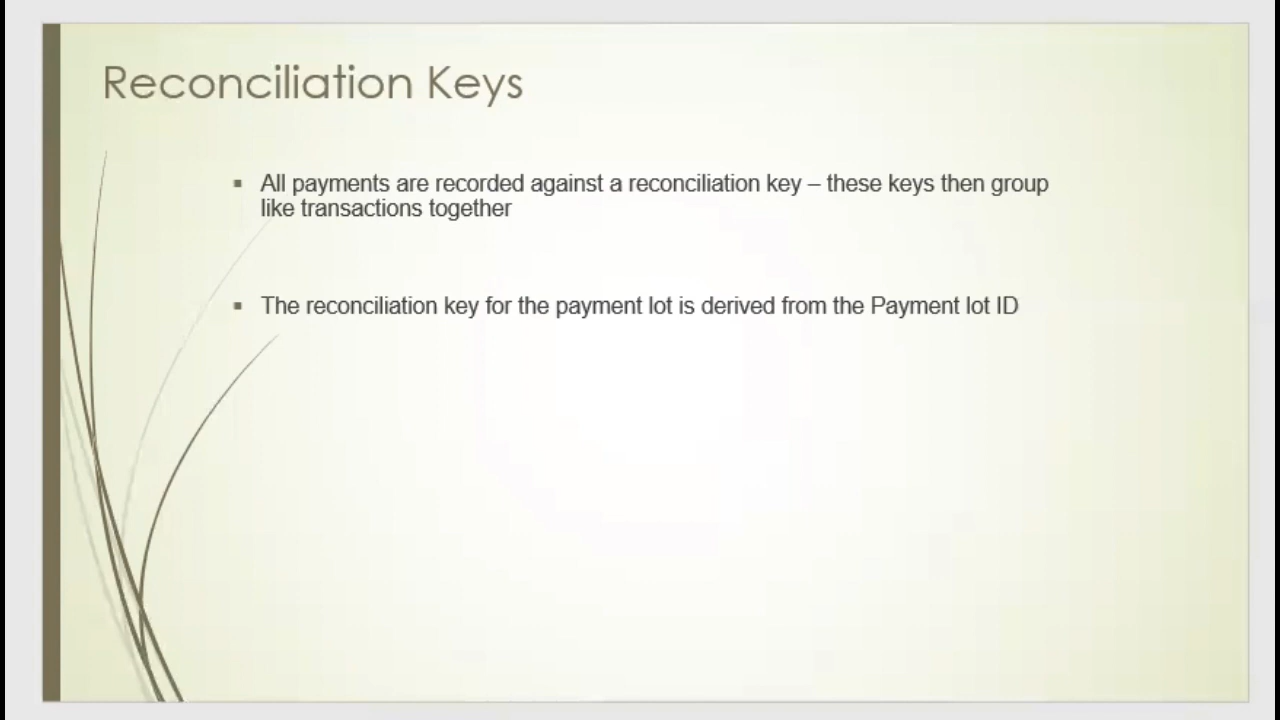 Reconciliation Keys
▪ All payments are recorded against a reconciliation key – these keys then group
like transactions together
▪ The reconciliation key for the payment lot is derived from the Payment lot ID